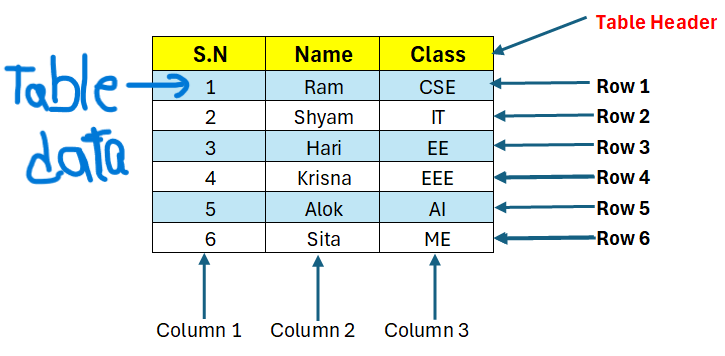 Table Header
S.N Name Class
Table data
1 Ram CSE Row 1
2 Shyam IT Row 2
3 Hari EE Row 3
4 Krisna EEE Row 4
5 Alok AI Row 5
6 Sita ME Row 6
Column 1 Column 2 Column 3